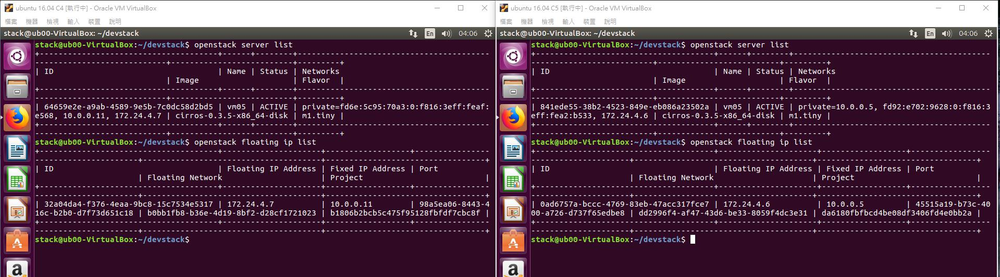 ubuntu 16.04 C4 [執行中] - Oracle VM VirtualBox
檔案 機器 檢視 輸入 裝置 說明
stack@ub00-VirtualBox: ~/devstack En 04:06
stack@ub00-VirtualBox:~/devstack$ openstack server list
| ID | Name | Status | Networks
| Image | Flavor |
| 64659e2e-a9ab-4589-9e5b-7c0dc58d2bd5 | vm05 | ACTIVE | private=fd6e:5c95:70a3:0:f816:3eff:feaf:
e568, 10.0.0.11, 172.24.4.7 | cirros-0.3.5-x86_64-disk | m1.tiny |
stack@ub00-VirtualBox:~/devstack$ openstack floating ip list
| ID | Floating IP Address | Fixed IP Address | Port
| Floating Network | Project |
| 32a04da4-f376-4eaa-9bc8-15c7534e5317 | 172.24.4.7 | 10.0.0.11 | 98a5ea06-8443-4
16c-b2b0-d7f73d651c18 | b0bb1fb8-b36e-4d19-8bf2-d28cf1721023 | b1806b2bcb5c475f95128fbfdf7cbc8f |
stack@ub00-VirtualBox:~/devstack$
ubuntu 16.04 C5 [執行中] - Oracle VM VirtualBox
檔案 機器 檢視 輸入 裝置 說明
stack@ub00-VirtualBox: ~/devstack En 04:06
stack@ub00-VirtualBox:~/devstack$ openstack server list
| ID | Name | Status | Networks
| Image | Flavor |
| 841ede55-38b2-4523-849e-eb086a23502a | vm05 | ACTIVE | private=10.0.0.5, fd92:e702:9628:0:f816:3
eff:fea2:b533, 172.24.4.6 | cirros-0.3.5-x86_64-disk | m1.tiny |
stack@ub00-VirtualBox:~/devstack$ openstack floating ip list
| ID | Floating IP Address | Fixed IP Address | Port
| Floating Network | Project |
| 0ad6757a-bccc-4769-83eb-47acc317fce7 | 172.24.4.6 | 10.0.0.5 | 45515a19-b73c-40
00-a726-d737f65edbe8 | dd2996f4-af47-43d6-be33-8059f4dc3e31 | da6180fbfbcd4be08df3406fd4e0bb2a |
stack@ub00-VirtualBox:~/devstack$